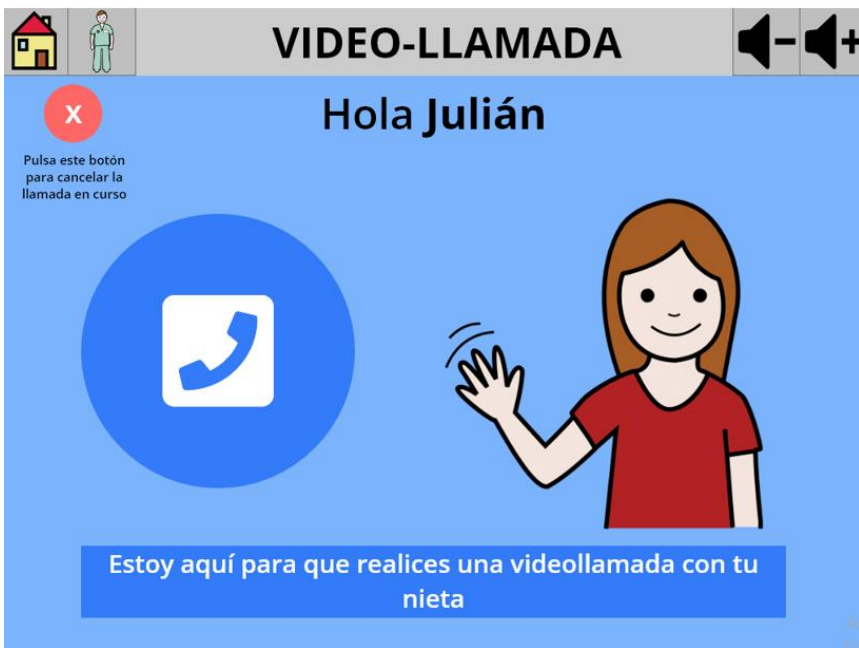 VIDEO-LLAMADA
Hola Julián
X
Pulsa este botón
para cancelar la
llamada en curso
Estoy aquí para que realices una videollamada con tu
nieta